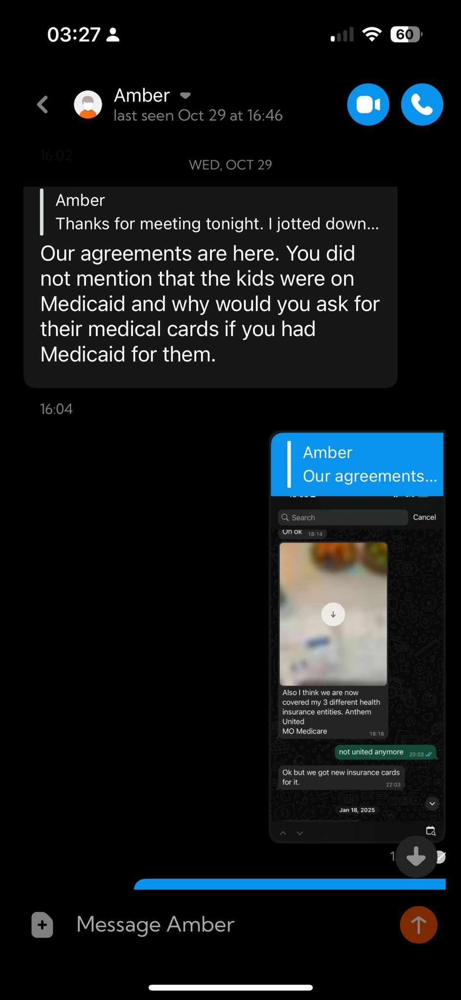 03:27
60
Amber
last seen Oct 29 at 16:46
16:02
WED, OCT 29
Amber
Thanks for meeting tonight. I jotted down...
Our agreements are here. You did
not mention that the kids were on
Medicaid and why would you ask for
their medical cards if you had
Medicaid for them.
16:04
Amber
Our agreements...
Search
Cancel
Oh ok 18:14
Also I think we are now
covered my 3 different health
insurance entities. Anthem
United
MO Medicare 18:16
not united anymore 20:03
Ok but we got new insurance cards
for it. 22:03
Jan 18, 2025
1
Message Amber